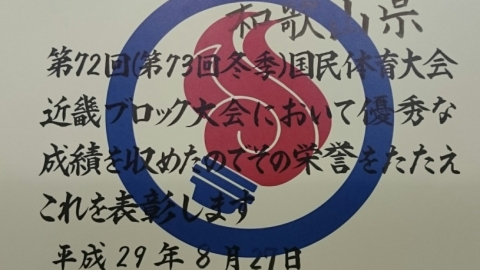 和歌山県
第72回(第73回冬季)国民体育大会
近畿ブロック大会において優秀な
成績を収めたのでその栄誉をたたえ
これを表彰します
平成29年8月27日